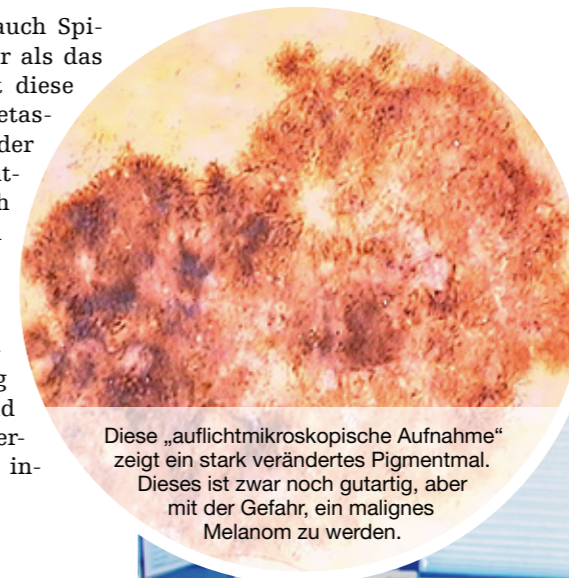 auch Spi-
r als das
diese
etas-
der
it-
h
g
d
er-
in-
Diese „auflichtmikroskopische Aufnahme“
zeigt ein stark verändertes Pigmentmal.
Dieses ist zwar noch gutartig, aber
mit der Gefahr, ein malignes
Melanom zu werden.